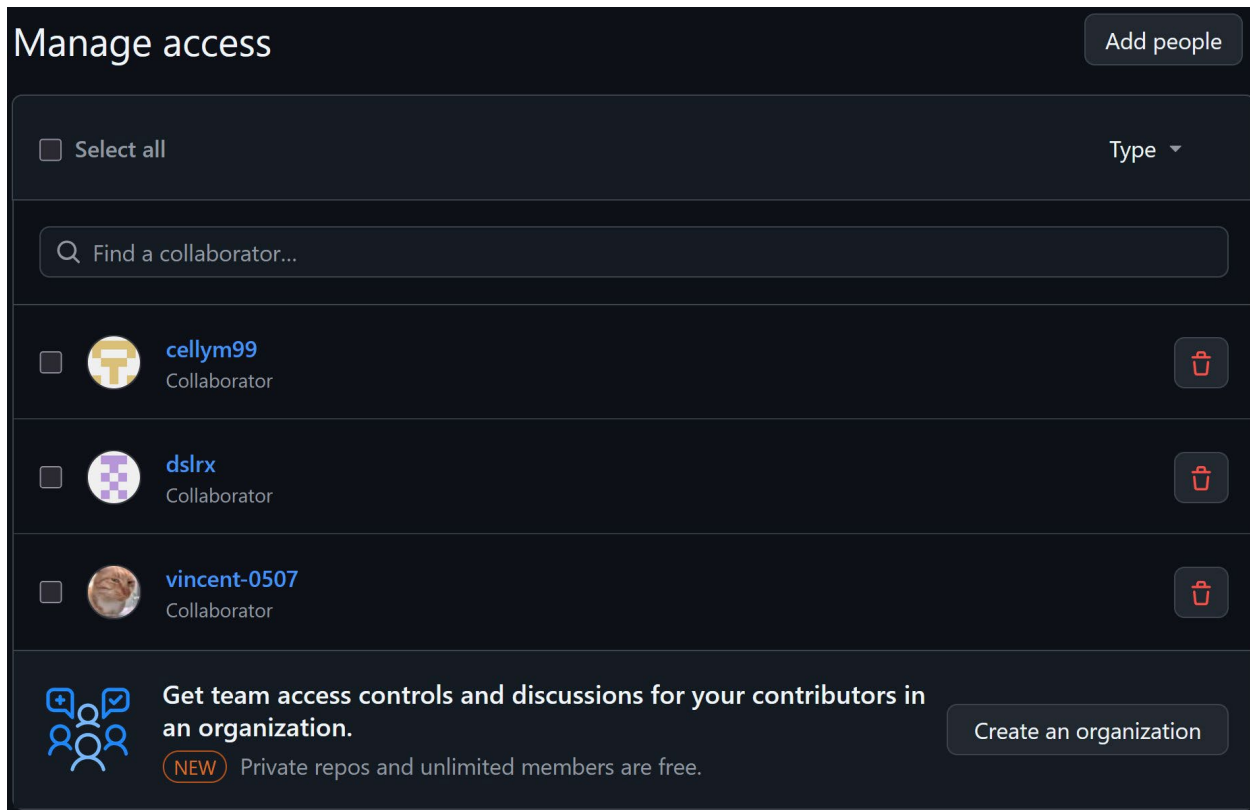 Manage access
Add people
Select all
Type
Find a collaborator...
cellym99
Collaborator
dslrx
Collaborator
vincent-0507
Collaborator
Get team access controls and discussions for your contributors in
an organization.
NEW Private repos and unlimited members are free.
Create an organization